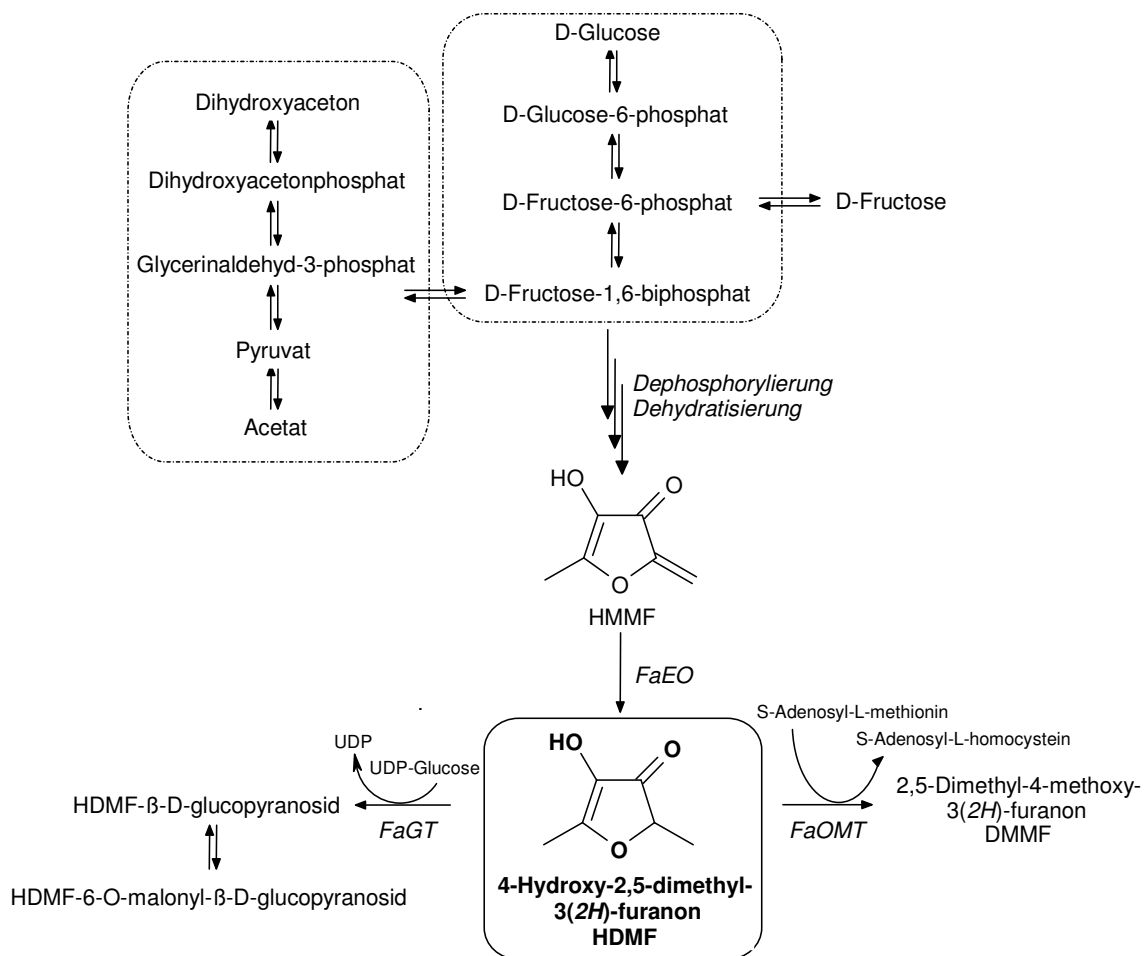 D-Glucose
D-Glucose-6-phosphat
D-Fructose-6-phosphat
D-Fructose
D-Fructose-1,6-biphosphat
Dihydroxyaceton
Dihydroxyacetonphosphat
Glycerinaldehyd-3-phosphat
Pyruvat
Acetat
Dephosphorylierung
Dehydratisierung
HO
O
O
HMMF
FaEO
HO
O
O
4-Hydroxy-2,5-dimethyl-
3(2H)-furanon
HDMF
UDP
UDP-Glucose
FaGT
HDMF-ß-D-glucopyranosid
HDMF-6-O-malonyl-ß-D-glucopyranosid
S-Adenosyl-L-methionin
S-Adenosyl-L-homocystein
FaOMT
2,5-Dimethyl-4-methoxy-
3(2H)-furanon
DMMF